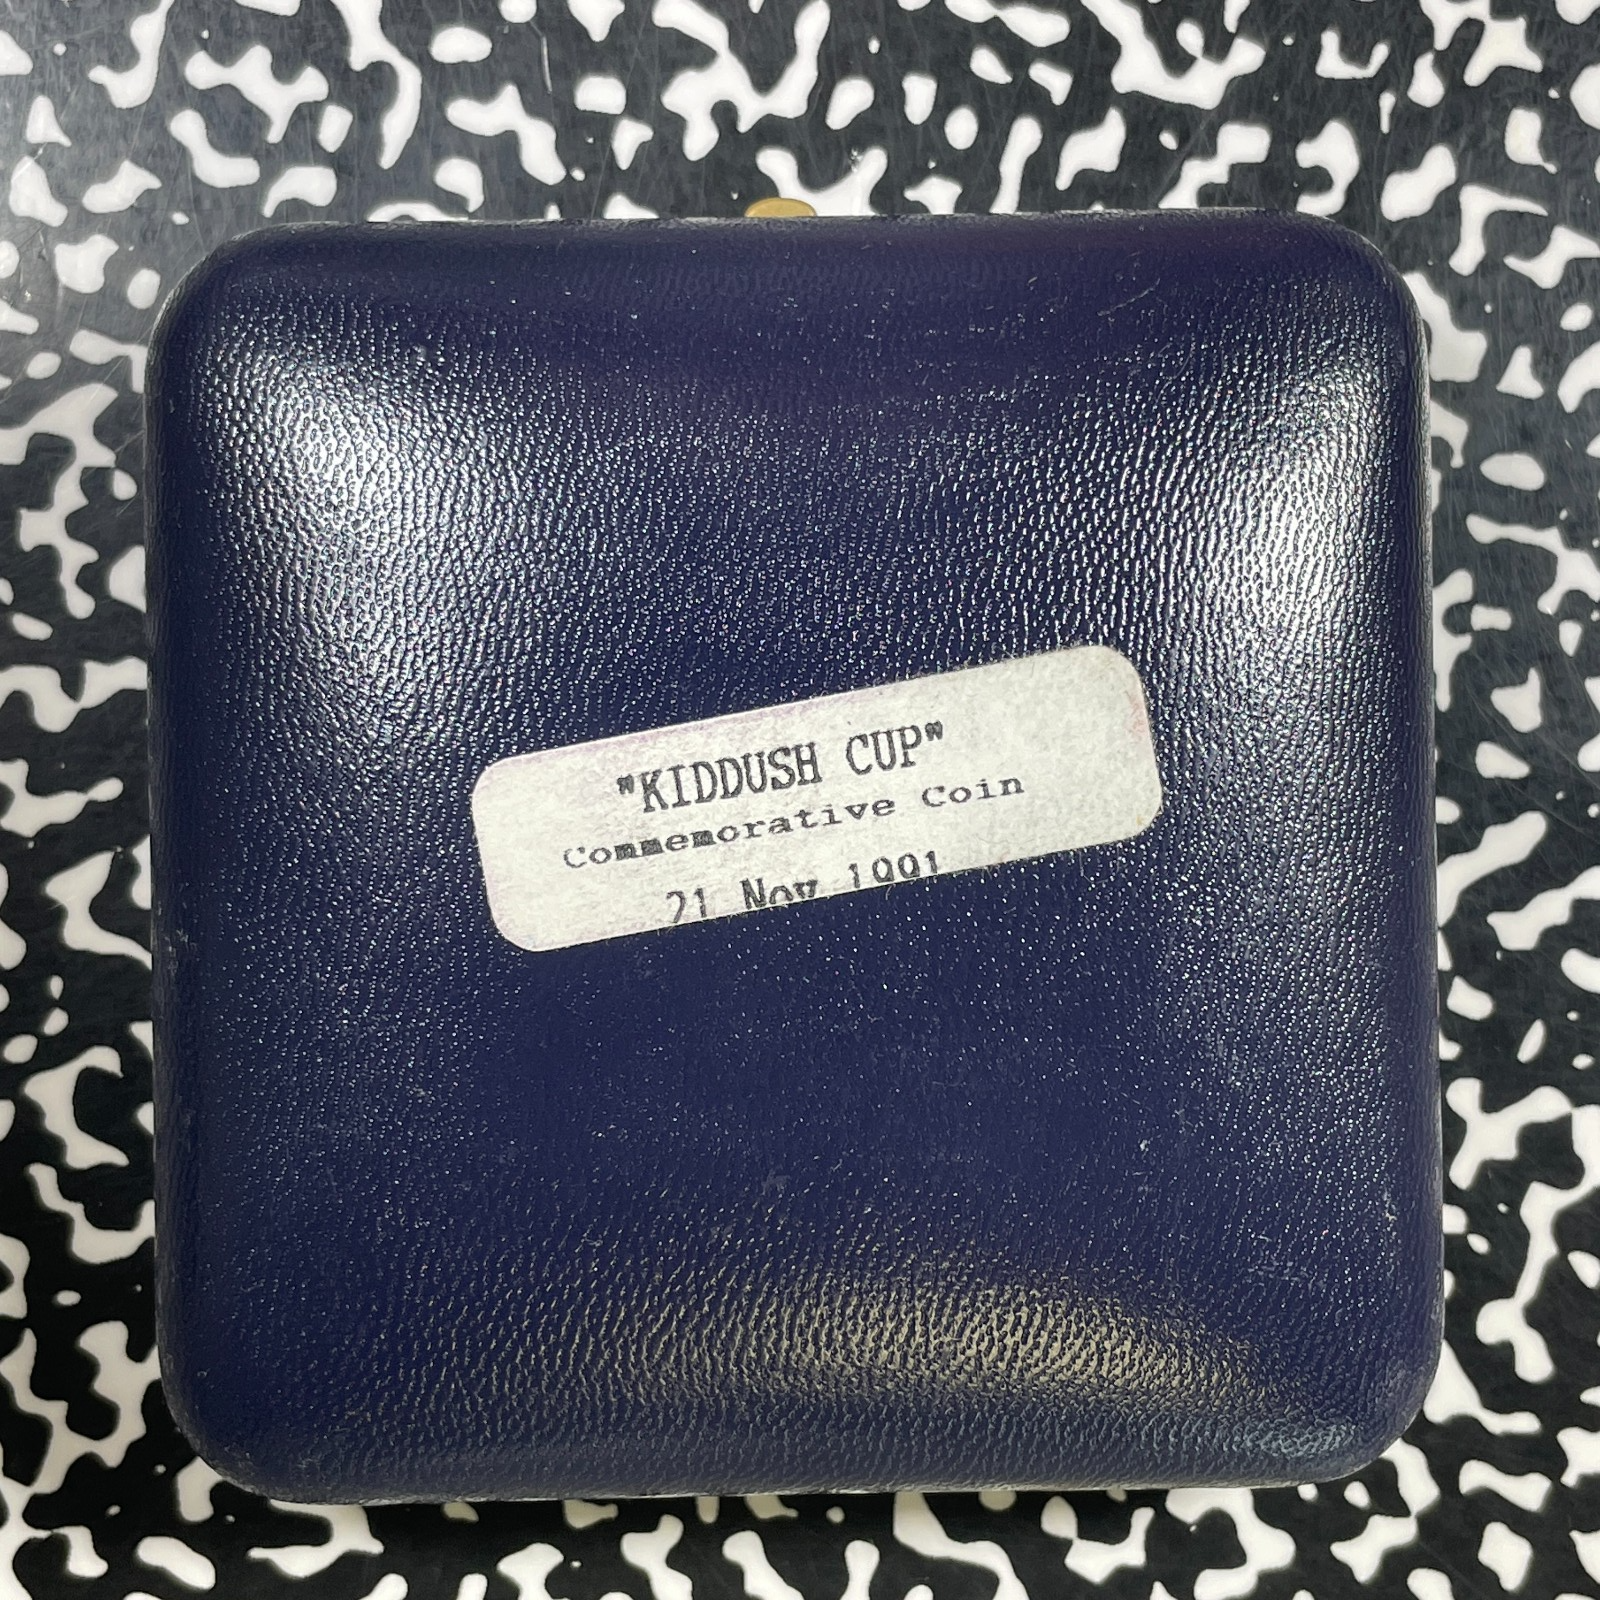 "KIDDUSH CUP"
Commemorative Coin
21 Nov 1991